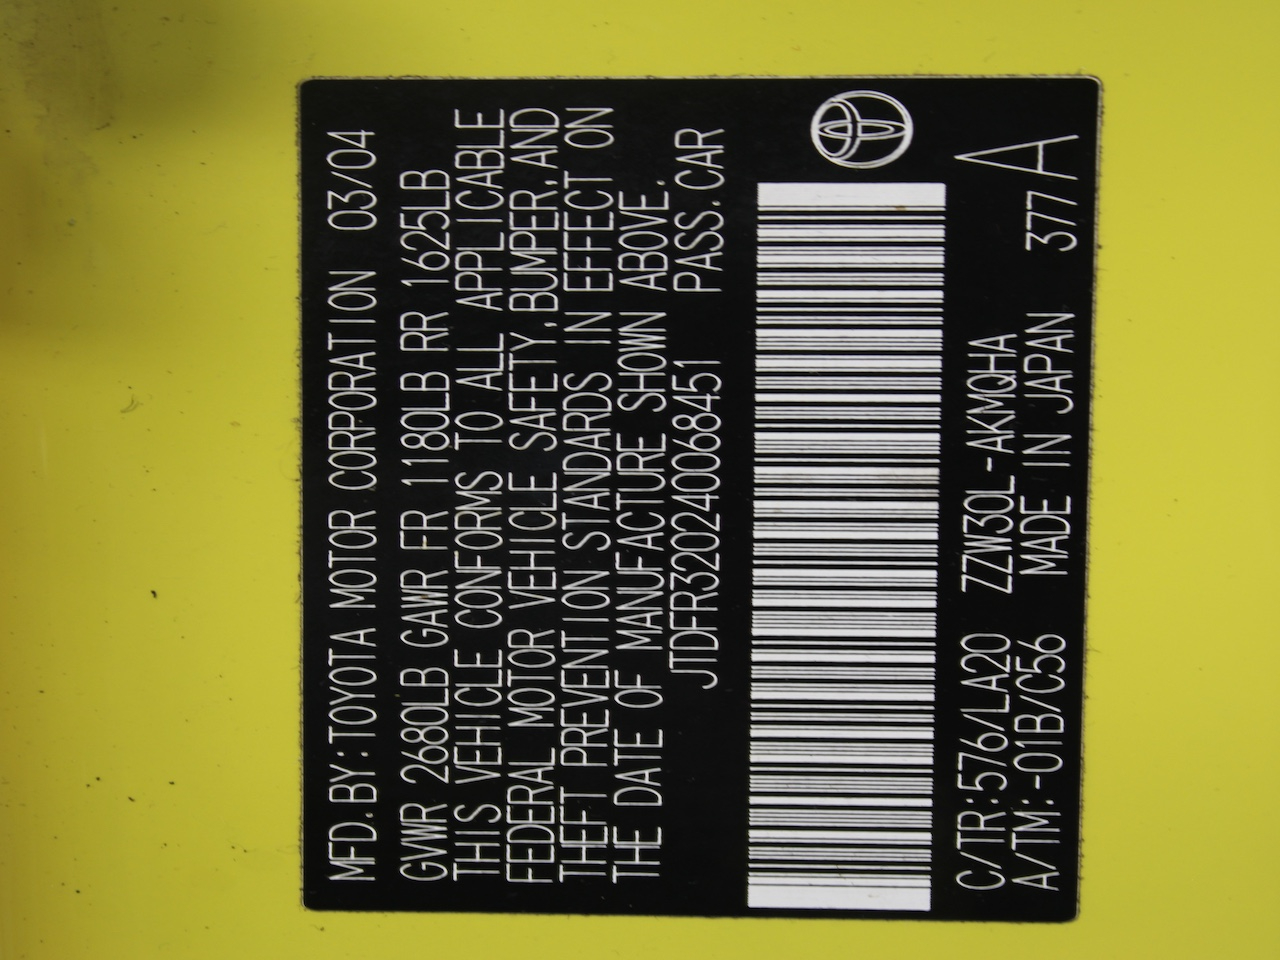 MFD.BY:TOYOTA MOTOR CORPORATION 03/04
GVWR 2680LB GAWR FR 1180LB RR 1625LB
THIS VEHICLE CONFORMS TO ALL APPLICABLE
FEDERAL MOTOR VEHICLE SAFETY,BUMPER,AND
THEFT PREVENTION STANDARDS IN EFFECT ON
THE DATE OF MANUFACTURE SHOWN ABOVE.
JTDFR320240068451 PASS.CAR
C/TR:576/LA20 ZZW30L-AKMQHA
A/TM:-01B/C56 MADE IN JAPAN 377 A